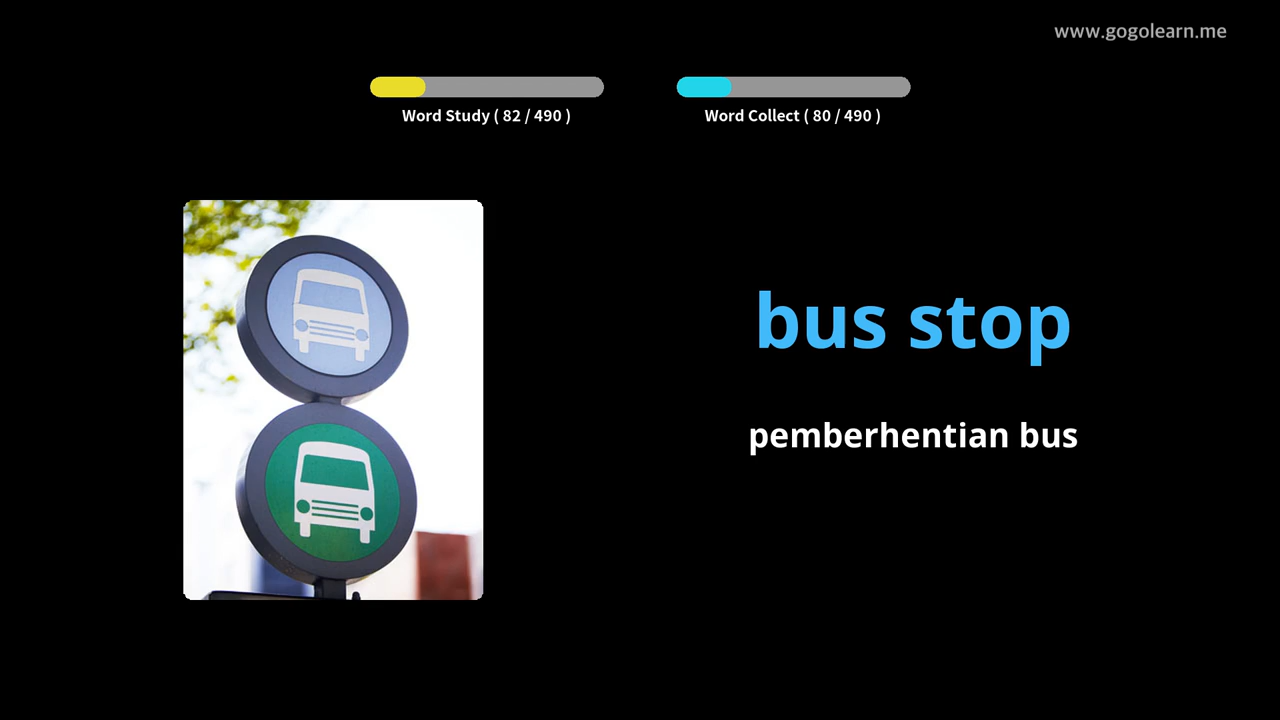 www.gogolearn.me
Word Study ( 82 / 490 )
Word Collect ( 80 / 490 )
bus stop
pemberhentian bus